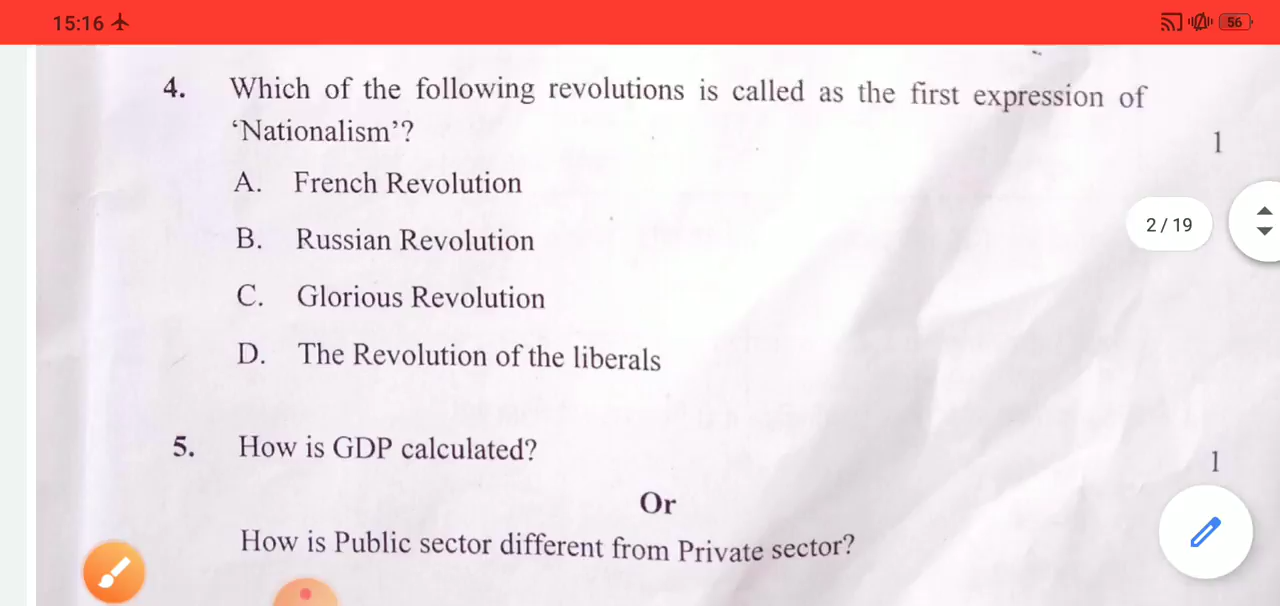 15:16
56
4. Which of the following revolutions is called as the first expression of
‘Nationalism’?
1
A. French Revolution
2 / 19
B. Russian Revolution
C. Glorious Revolution
D. The Revolution of the liberals
5. How is GDP calculated?
1
Or
How is Public sector different from Private sector?